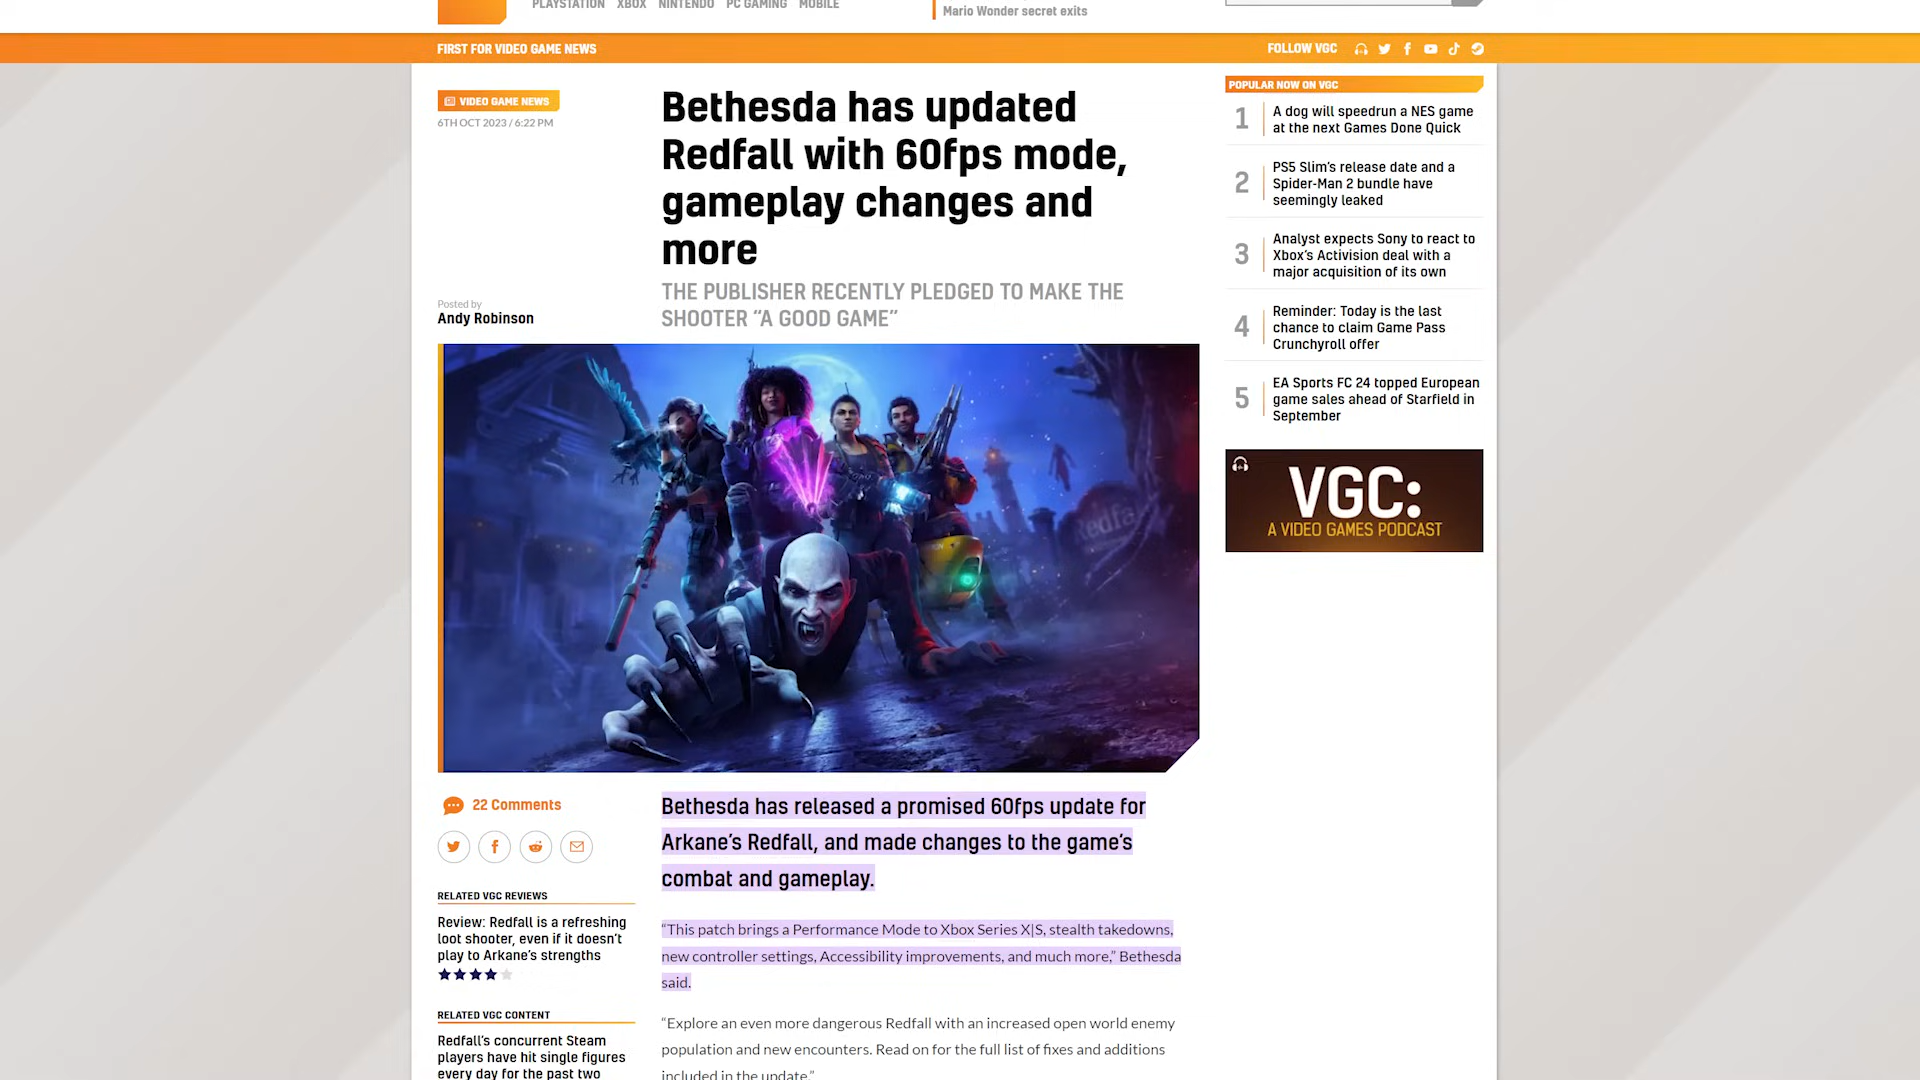 PLAYSTATION XBOX NINTENDO PC GAMING MOBILE
Mario Wonder secret exits
FIRST FOR VIDEO GAME NEWS
FOLLOW VGC
VIDEO GAME NEWS
6TH OCT 2023 / 6:22 PM
Bethesda has updated
Redfall with 60fps mode,
gameplay changes and
more
THE PUBLISHER RECENTLY PLEDGED TO MAKE THE
SHOOTER “A GOOD GAME”
Posted by
Andy Robinson
Redfa
22 Comments
RELATED VGC REVIEWS
Review: Redfall is a refreshing
loot shooter, even if it doesn’t
play to Arkane’s strengths
RELATED VGC CONTENT
Redfall’s concurrent Steam
players have hit single figures
every day for the past two
Bethesda has released a promised 60fps update for
Arkane’s Redfall, and made changes to the game’s
combat and gameplay.
“This patch brings a Performance Mode to Xbox Series X|S, stealth takedowns,
new controller settings, Accessibility improvements, and much more,” Bethesda
said.
“Explore an even more dangerous Redfall with an increased open world enemy
population and new encounters. Read on for the full list of fixes and additions
included in the update.”
POPULAR NOW ON VGC
1
A dog will speedrun a NES game
at the next Games Done Quick
2
PS5 Slim’s release date and a
Spider-Man 2 bundle have
seemingly leaked
3
Analyst expects Sony to react to
Xbox’s Activision deal with a
major acquisition of its own
4
Reminder: Today is the last
chance to claim Game Pass
Crunchyroll offer
5
EA Sports FC 24 topped European
game sales ahead of Starfield in
September
VGC:
A VIDEO GAMES PODCAST